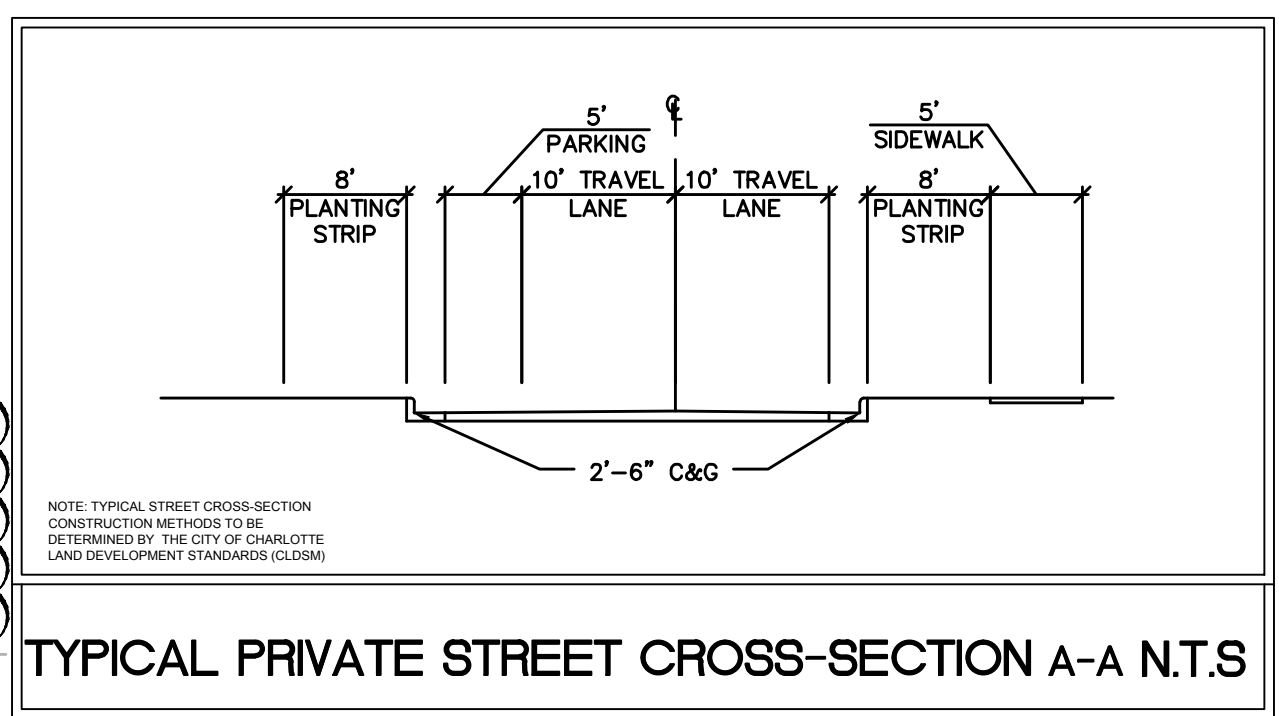 5'
PARKING
℄
5'
SIDEWALK
8'
PLANTING
STRIP
10' TRAVEL
LANE
10' TRAVEL
LANE
8'
PLANTING
STRIP
2'-6" C&G
NOTE: TYPICAL STREET CROSS-SECTION
CONSTRUCTION METHODS TO BE
DETERMINED BY THE CITY OF CHARLOTTE
LAND DEVELOPMENT STANDARDS (CLDSM)
TYPICAL PRIVATE STREET CROSS-SECTION A-A N.T.S